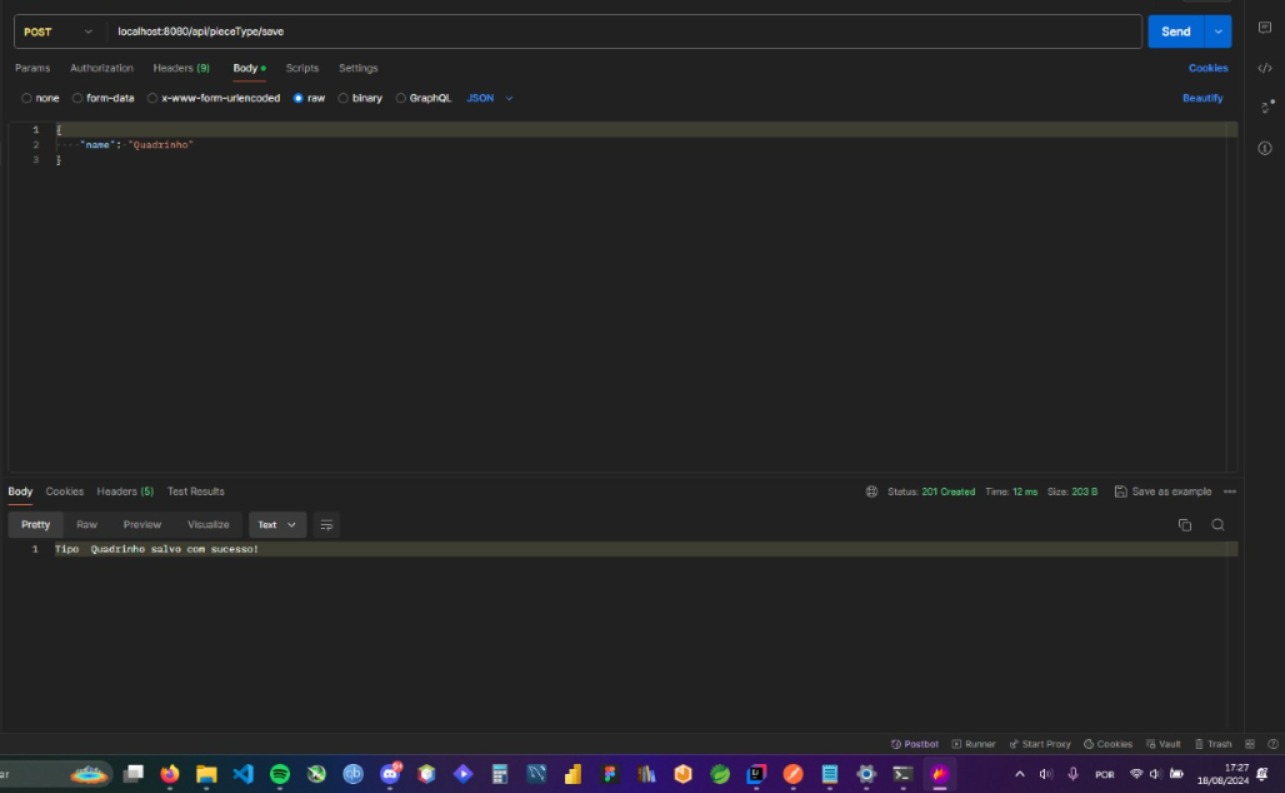 POST localhost:8080/api/pieceType/save Send
Params Authorization Headers (9) Body Scripts Settings Cookies
none form-data x-www-form-urlencoded raw binary GraphQL JSON Beautify
1 {
2 "name": "Quadrinho"
3 }
Body Cookies Headers (5) Test Results Status: 201 Created Time: 12 ms Size: 203 B Save as example
Pretty Raw Preview Visualize Text
1 Tipo Quadrinho salvo com sucesso!
Postbot Runner Start Proxy Cookies Vault Trash
ar POR 17:27
18/08/2024